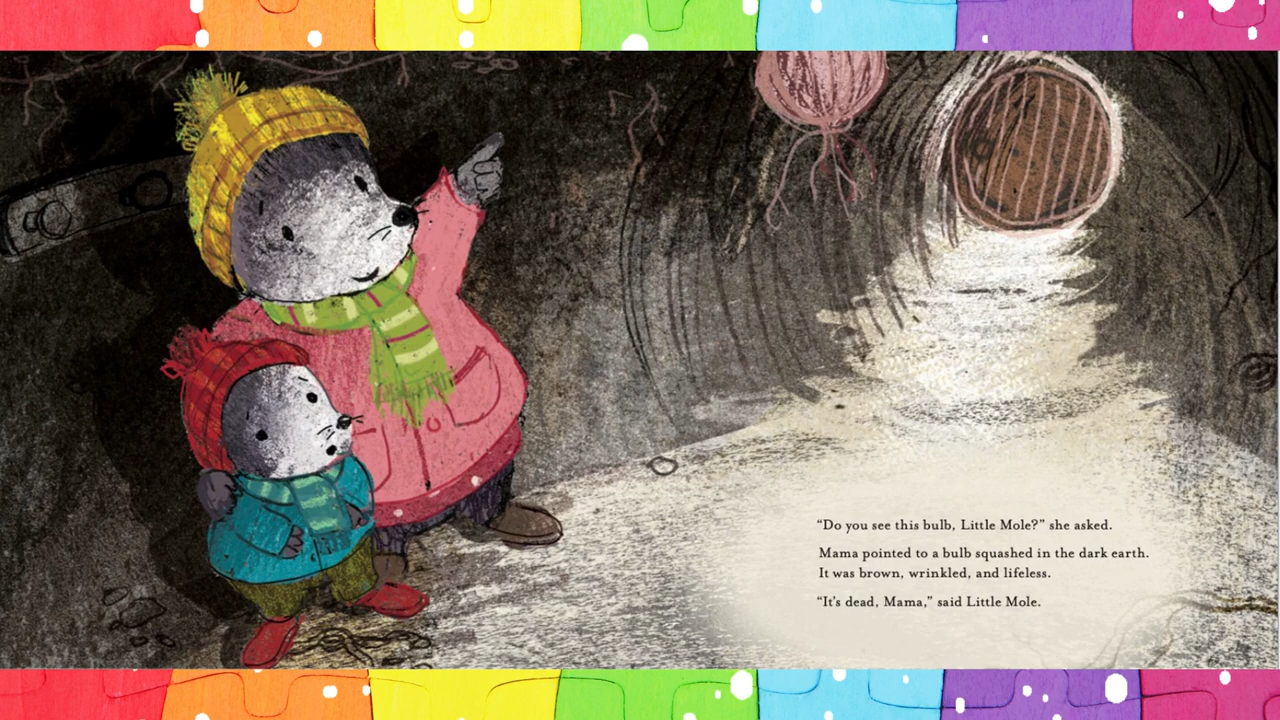 “Do you see this bulb, Little Mole?” she asked.
Mama pointed to a bulb squashed in the dark earth.
It was brown, wrinkled, and lifeless.
“It’s dead, Mama,” said Little Mole.